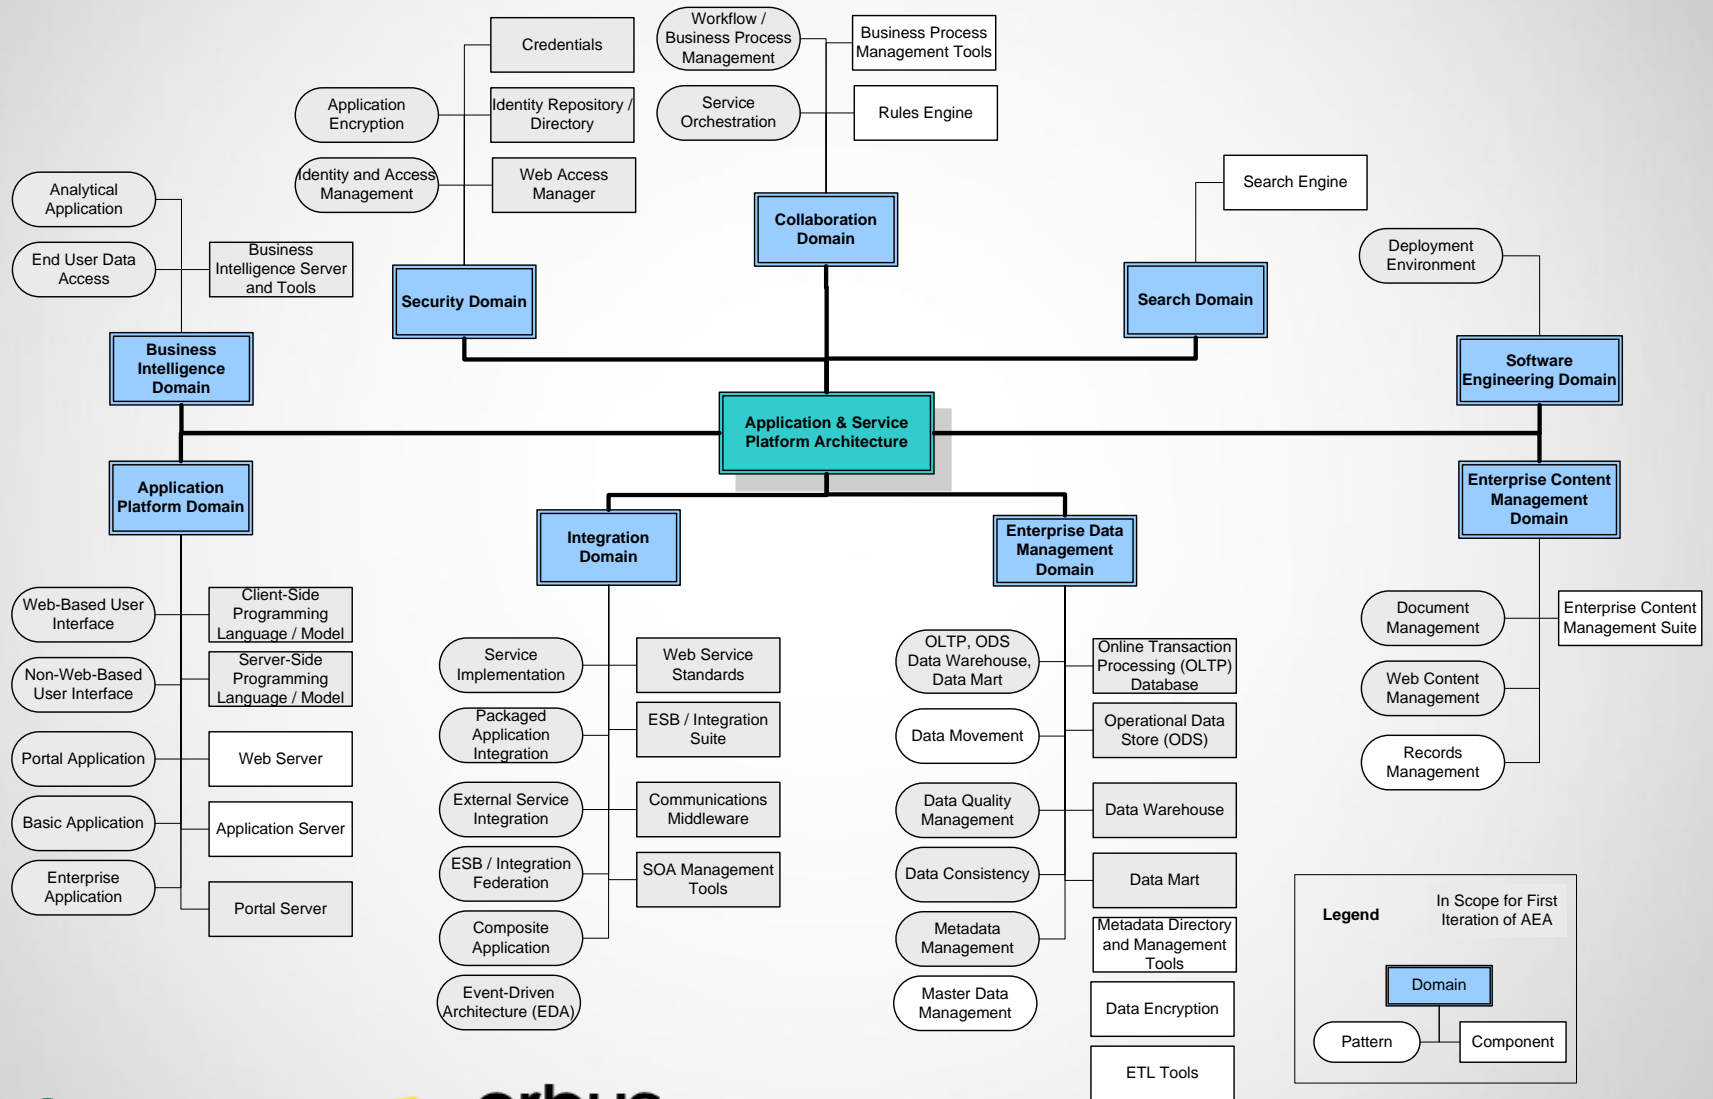 Workflow /
Business Process
Management
Business Process
Management Tools
Service
Orchestration
Rules Engine
Collaboration
Domain
Credentials
Application
Encryption
Identity Repository /
Directory
Identity and Access
Management
Web Access
Manager
Security Domain
Search Engine
Search Domain
Analytical
Application
End User Data
Access
Business
Intelligence Server
and Tools
Business
Intelligence
Domain
Deployment
Environment
Software
Engineering Domain
Application & Service
Platform Architecture
Application
Platform Domain
Web-Based User
Interface
Client-Side
Programming
Language / Model
Non-Web-Based
User Interface
Server-Side
Programming
Language / Model
Portal Application
Web Server
Basic Application
Application Server
Enterprise
Application
Portal Server
Integration
Domain
Service
Implementation
Web Service
Standards
Packaged
Application
Integration
ESB / Integration
Suite
External Service
Integration
Communications
Middleware
ESB / Integration
Federation
SOA Management
Tools
Composite
Application
Event-Driven
Architecture (EDA)
Enterprise Data
Management
Domain
OLTP, ODS
Data Warehouse,
Data Mart
Online Transaction
Processing (OLTP)
Database
Data Movement
Operational Data
Store (ODS)
Data Quality
Management
Data Warehouse
Data Consistency
Data Mart
Metadata
Management
Metadata Directory
and Management
Tools
Master Data
Management
Data Encryption
ETL Tools
Enterprise Content
Management
Domain
Document
Management
Enterprise Content
Management Suite
Web Content
Management
Records
Management
Legend
In Scope for First
Iteration of AEA
Domain
Pattern
Component
orbus